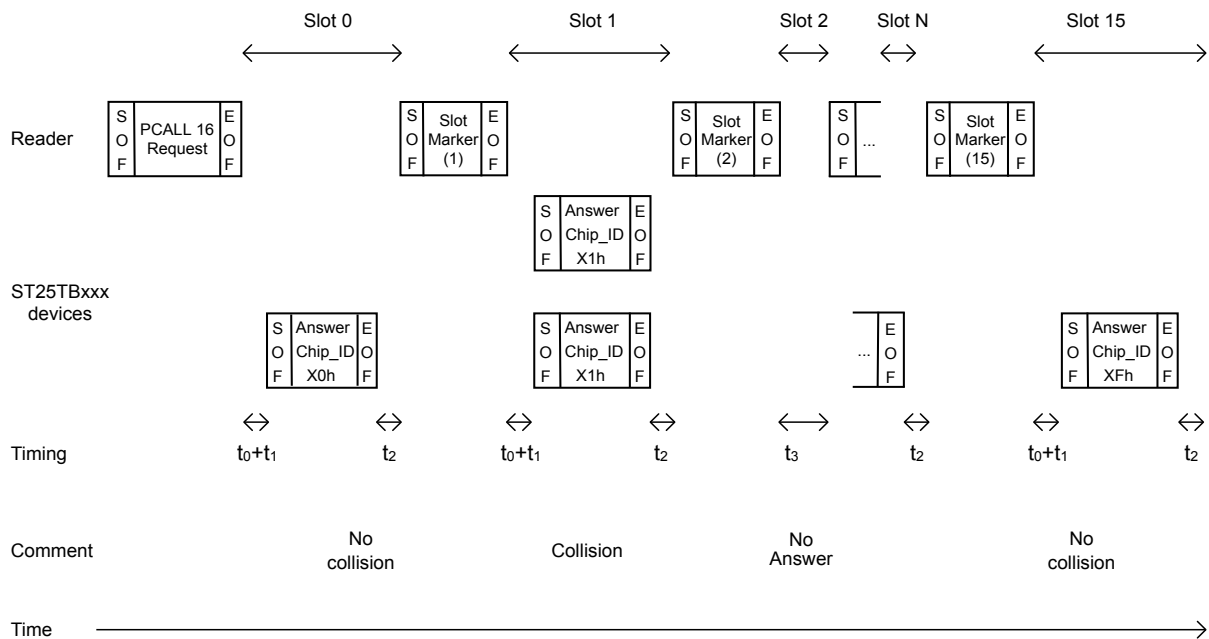 Slot 0 Slot 1 Slot 2 Slot N Slot 15
Reader
S O F PCALL 16 Request E O F
S O F Slot Marker (1) E O F
S O F Slot Marker (2) E O F
S O F ...
S O F Slot Marker (15) E O F
ST25TBxxx
devices
S O F Answer Chip_ID X1h E O F
S O F Answer Chip_ID X0h E O F
S O F Answer Chip_ID X1h E O F
... E O F
S O F Answer Chip_ID XFh E O F
Timing t0+t1 t2 t0+t1 t2 t3 t2 t0+t1 t2
Comment
No
collision
Collision
No
Answer
No
collision
Time